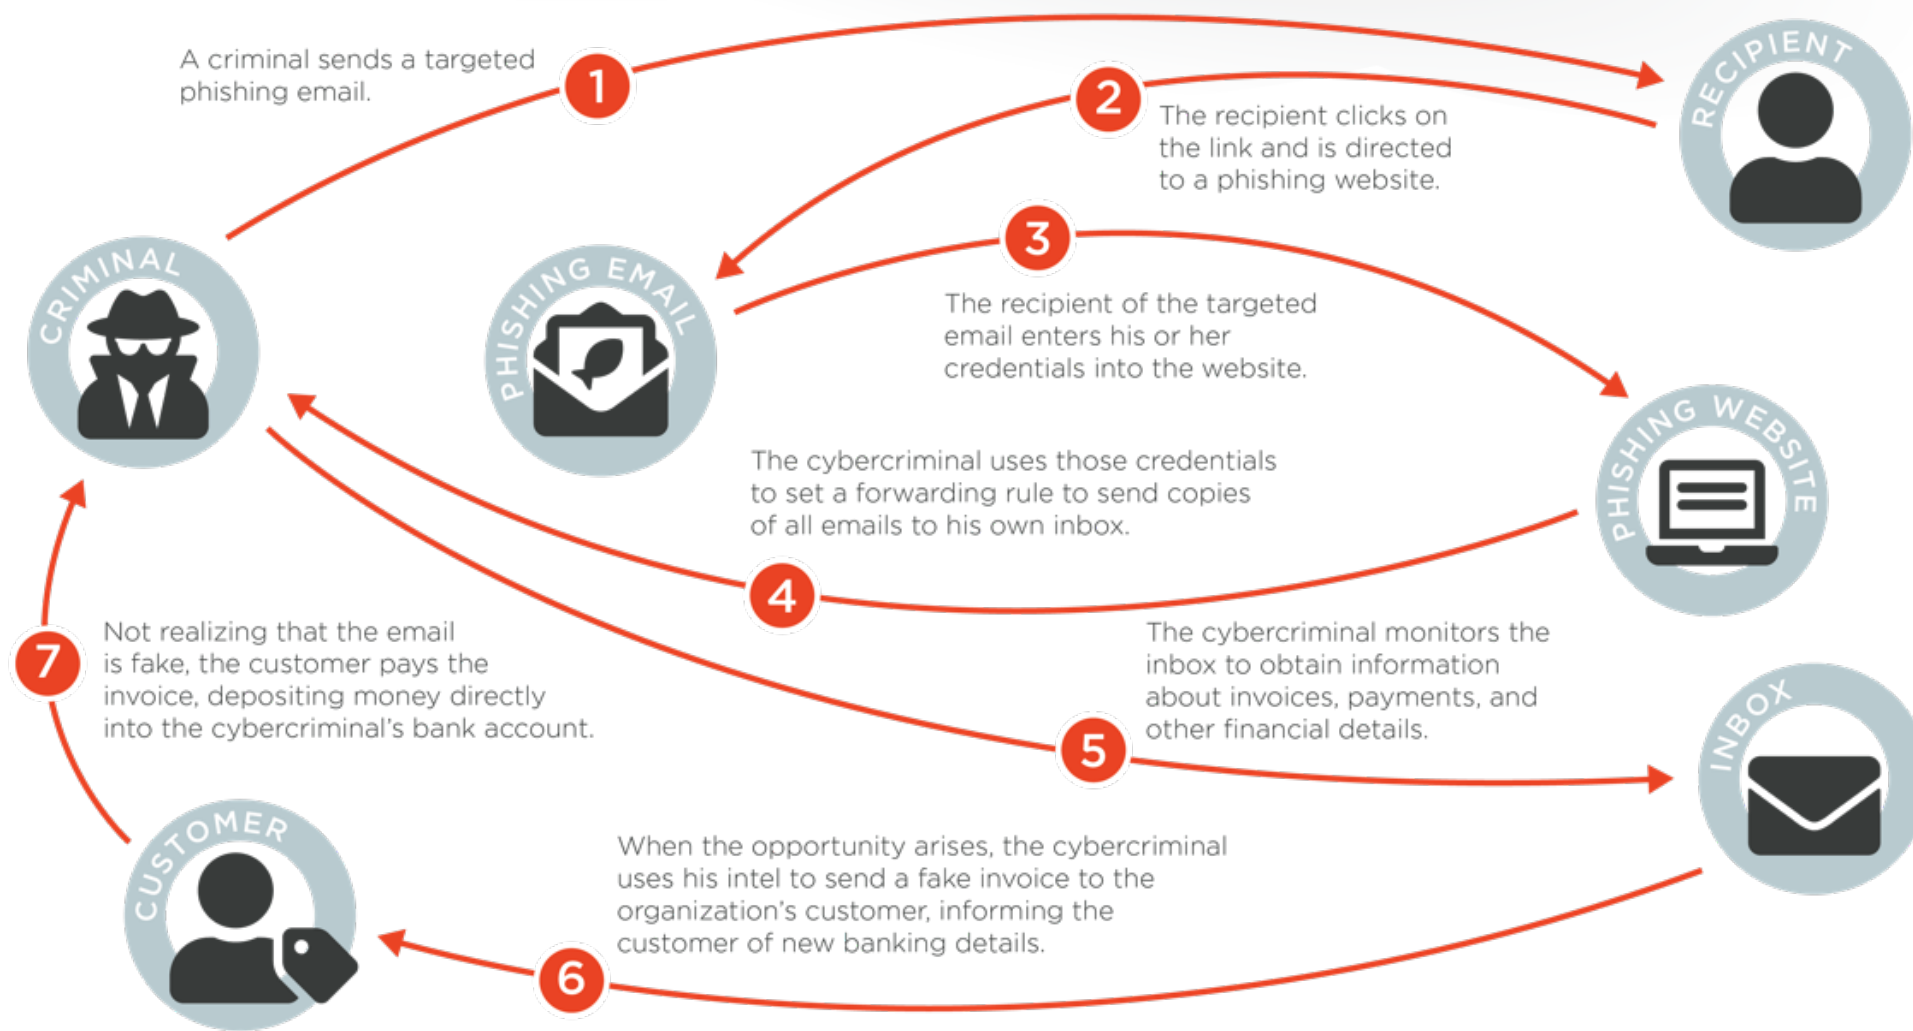 A criminal sends a targeted
phishing email.
1
RECIPIENT
2
The recipient clicks on
the link and is directed
to a phishing website.
CRIMINAL
PHISHING EMAIL
3
The recipient of the targeted
email enters his or her
credentials into the website.
PHISHING WEBSITE
The cybercriminal uses those credentials
to set a forwarding rule to send copies
of all emails to his own inbox.
4
The cybercriminal monitors the
inbox to obtain information
about invoices, payments, and
other financial details.
5
INBOX
When the opportunity arises, the cybercriminal
uses his intel to send a fake invoice to the
organization's customer, informing the
customer of new banking details.
6
CUSTOMER
7
Not realizing that the email
is fake, the customer pays the
invoice, depositing money directly
into the cybercriminal's bank account.